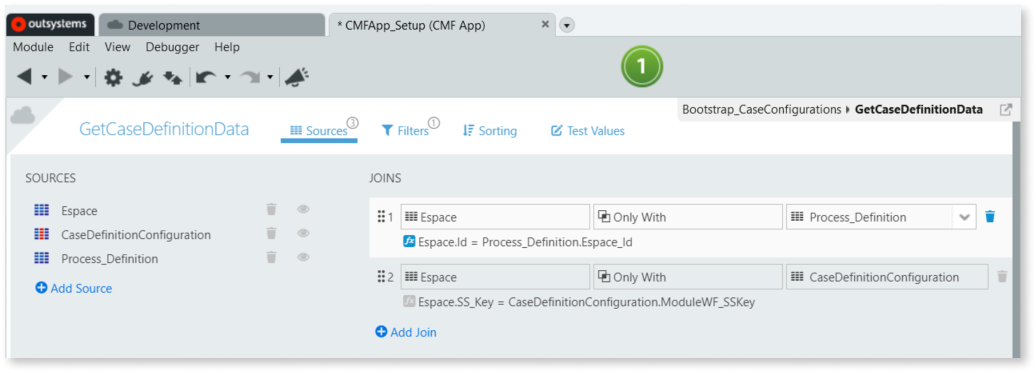 outsystems Development * CMFApp_Setup (CMF App)
Module Edit View Debugger Help
1
Bootstrap_CaseConfigurations GetCaseDefinitionData
GetCaseDefinitionData Sources 3 Filters 1 Sorting Test Values
SOURCES JOINS
Espace
CaseDefinitionConfiguration
Process_Definition
Add Source
1 Espace Only With Process_Definition
fx Espace.Id = Process_Definition.Espace_Id
2 Espace Only With CaseDefinitionConfiguration
fx Espace.SS_Key = CaseDefinitionConfiguration.ModuleWF_SSKey
Add Join